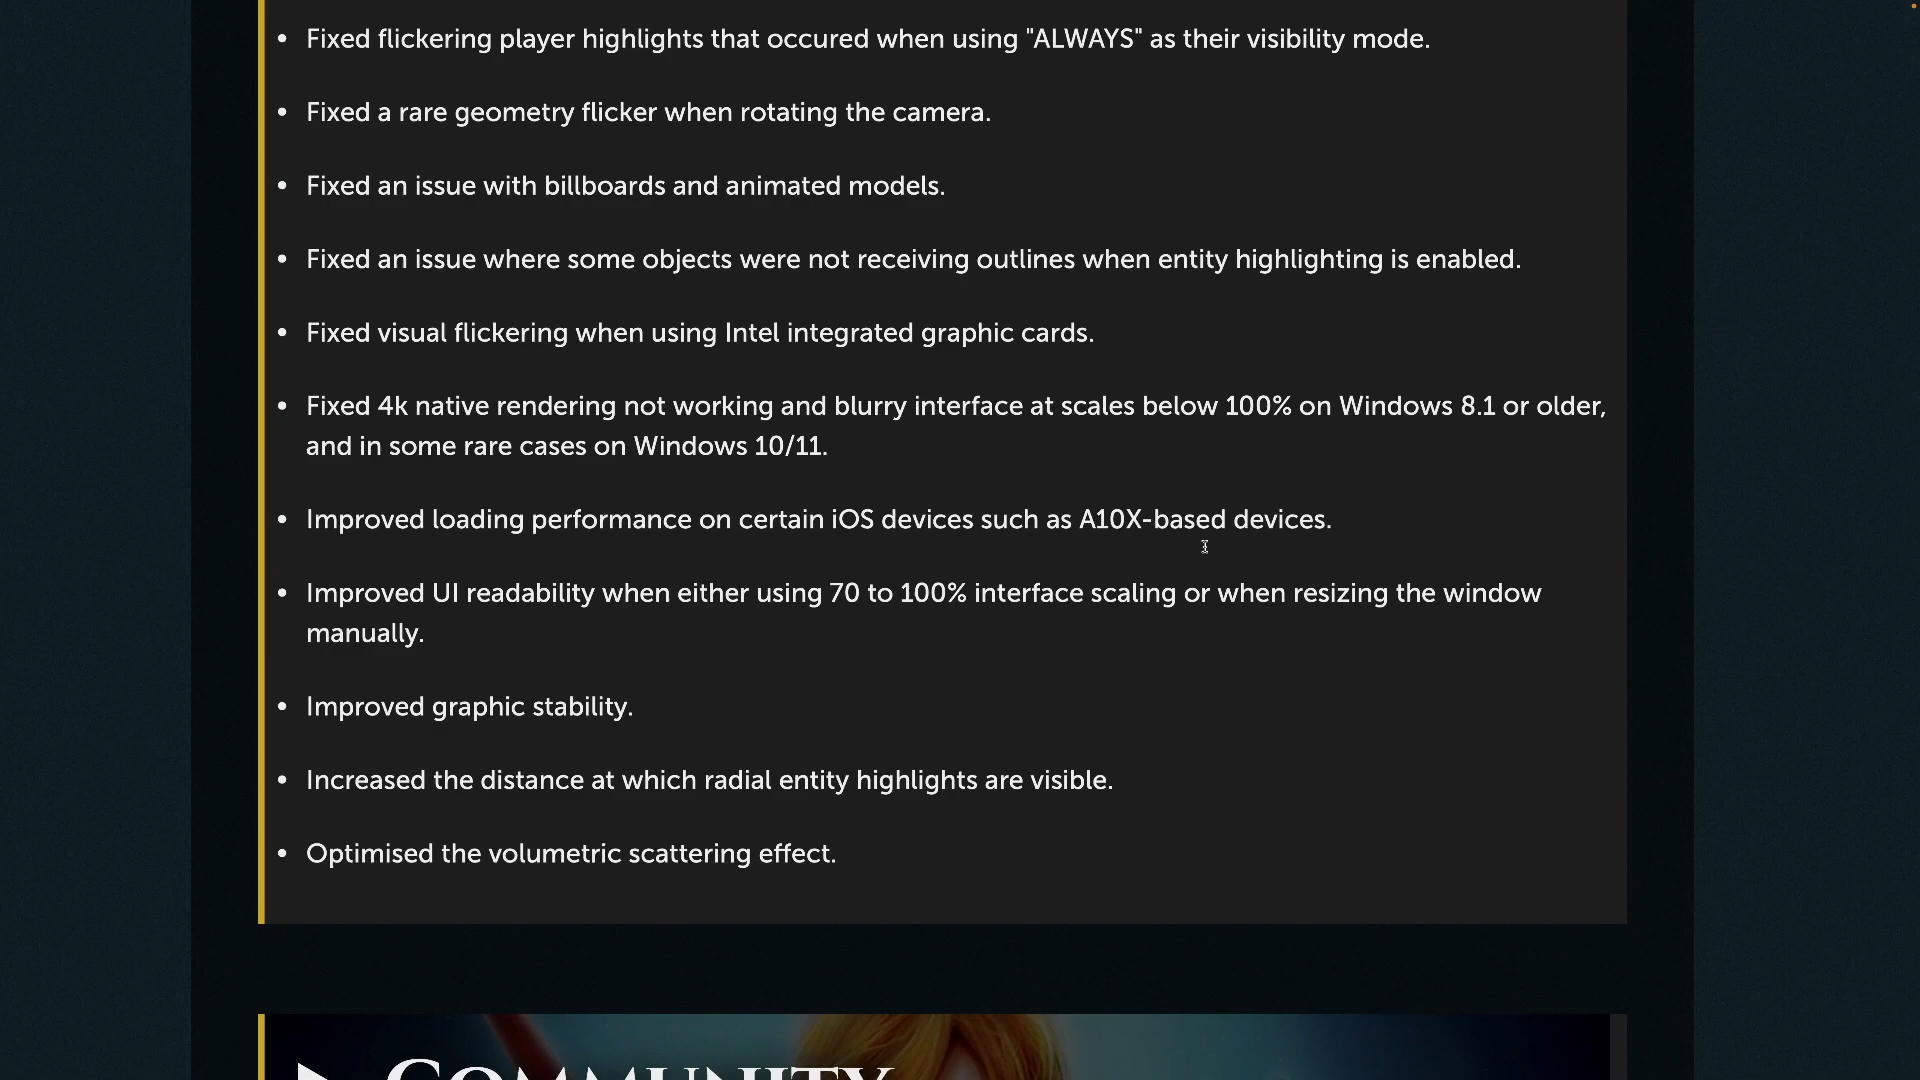 • Fixed flickering player highlights that occured when using "ALWAYS" as their visibility mode.
• Fixed a rare geometry flicker when rotating the camera.
• Fixed an issue with billboards and animated models.
• Fixed an issue where some objects were not receiving outlines when entity highlighting is enabled.
• Fixed visual flickering when using Intel integrated graphic cards.
• Fixed 4k native rendering not working and blurry interface at scales below 100% on Windows 8.1 or older,
and in some rare cases on Windows 10/11.
• Improved loading performance on certain iOS devices such as A10X-based devices.
• Improved UI readability when either using 70 to 100% interface scaling or when resizing the window
manually.
• Improved graphic stability.
• Increased the distance at which radial entity highlights are visible.
• Optimised the volumetric scattering effect.
COMMUNITY